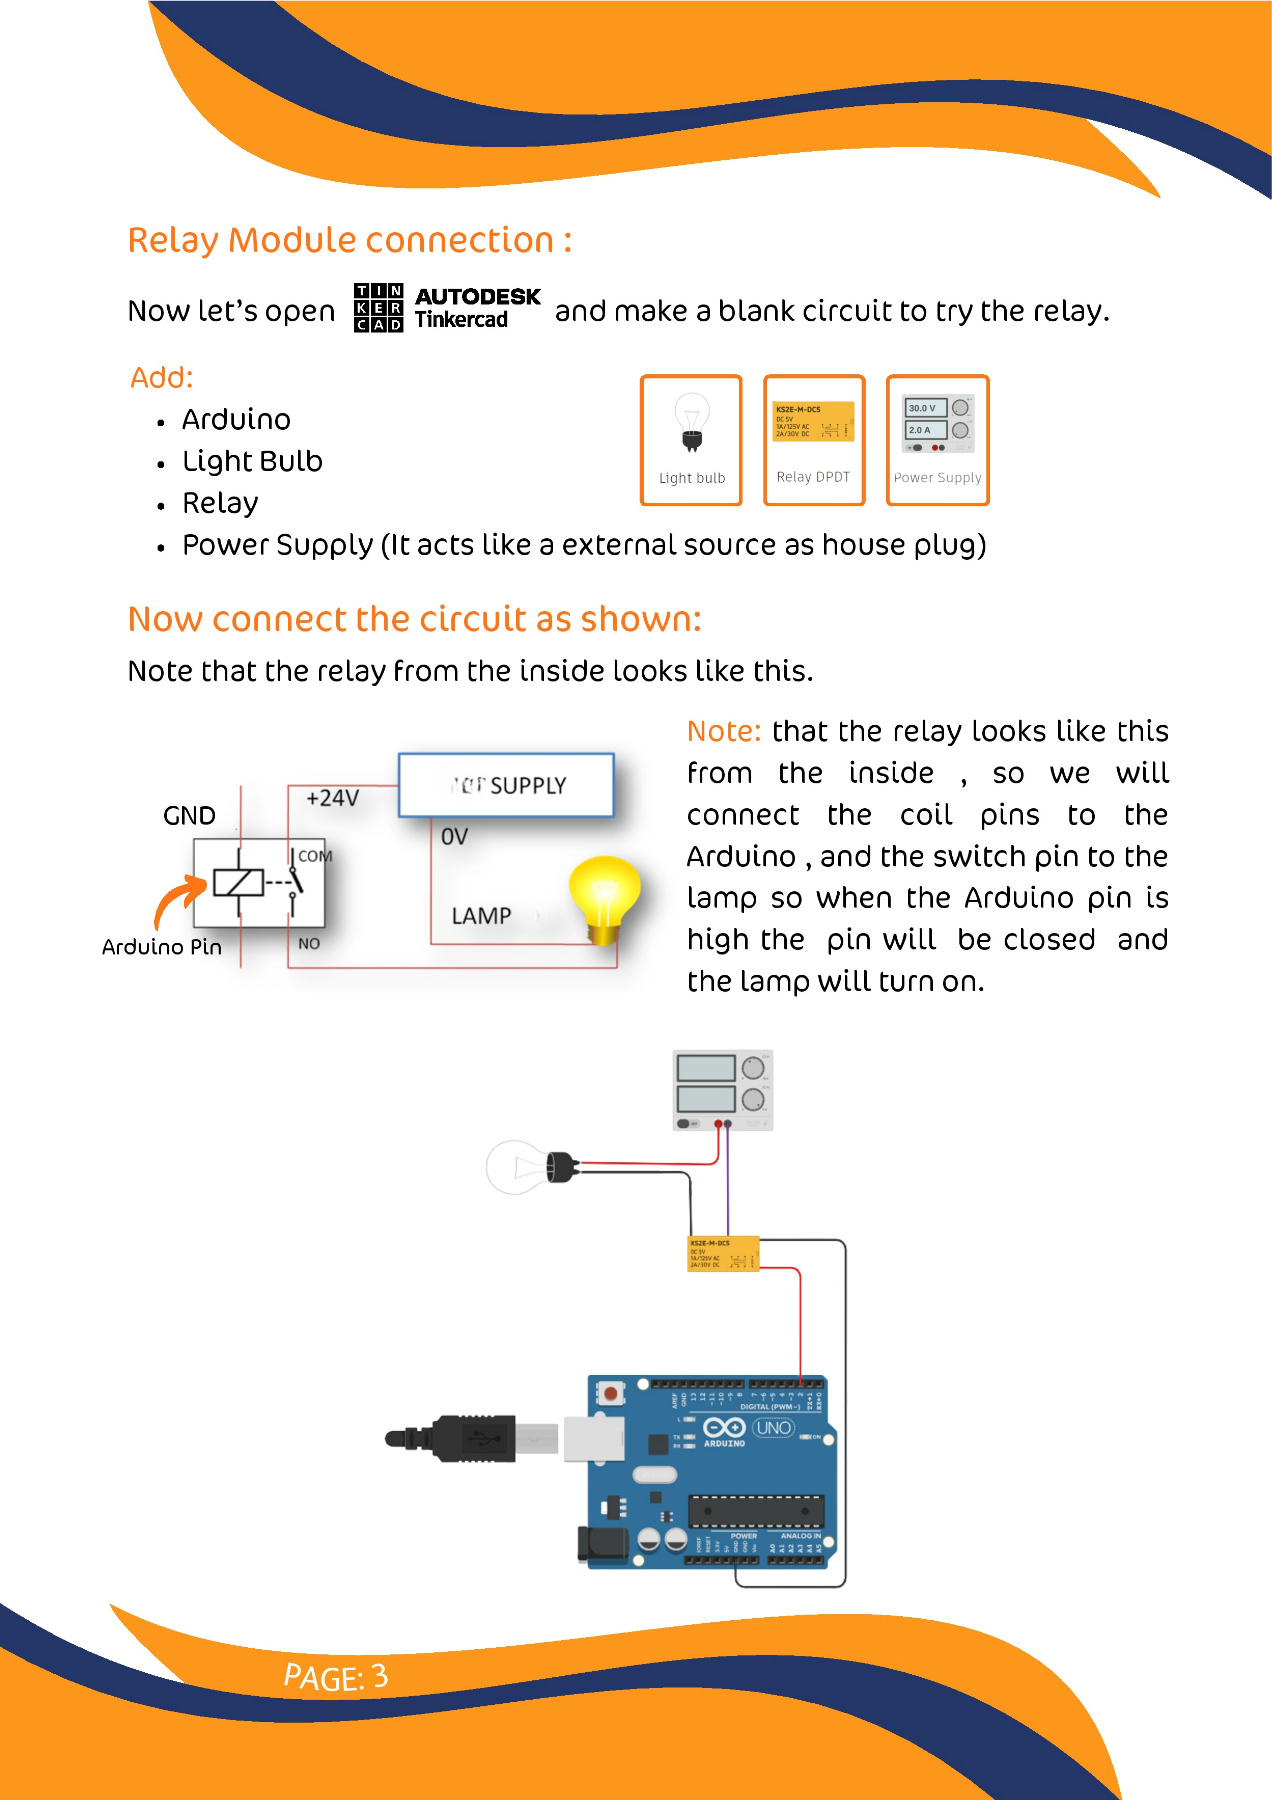 Relay Module connection :
Now let's open TINKERCAD AUTODESK Tinkercad and make a blank circuit to try the relay.
Add:
• Arduino
• Light Bulb
• Relay
• Power Supply (It acts like a external source as house plug)
KS2E-M-DC5
DC 5V
1A/125V AC
2A/30V DC
30.0 V
2.0 A
Light bulb
Relay DPDT
Power Supply
Now connect the circuit as shown:
Note that the relay from the inside looks like this.
Note: that the relay looks like this
from the inside , so we will
connect the coil pins to the
Arduino , and the switch pin to the
lamp so when the Arduino pin is
high the pin will be closed and
the lamp will turn on.
SUPPLY
+24V
GND
0V
COM
LAMP
NO
Arduino Pin
KS2E-M-DC5
DC 5V
1A/125V AC
2A/30V DC
AREF
GND
13
12
~11
~10
~9
8
7
~6
~5
4
~3
2
TX→1
RX←0
DIGITAL (PWM~)
L
TX
RX
ARDUINO
UNO
ON
POWER
ANALOG IN
IOREF
RESET
3.3V
5V
GND
GND
Vin
A0
A1
A2
A3
A4
A5
PAGE: 3